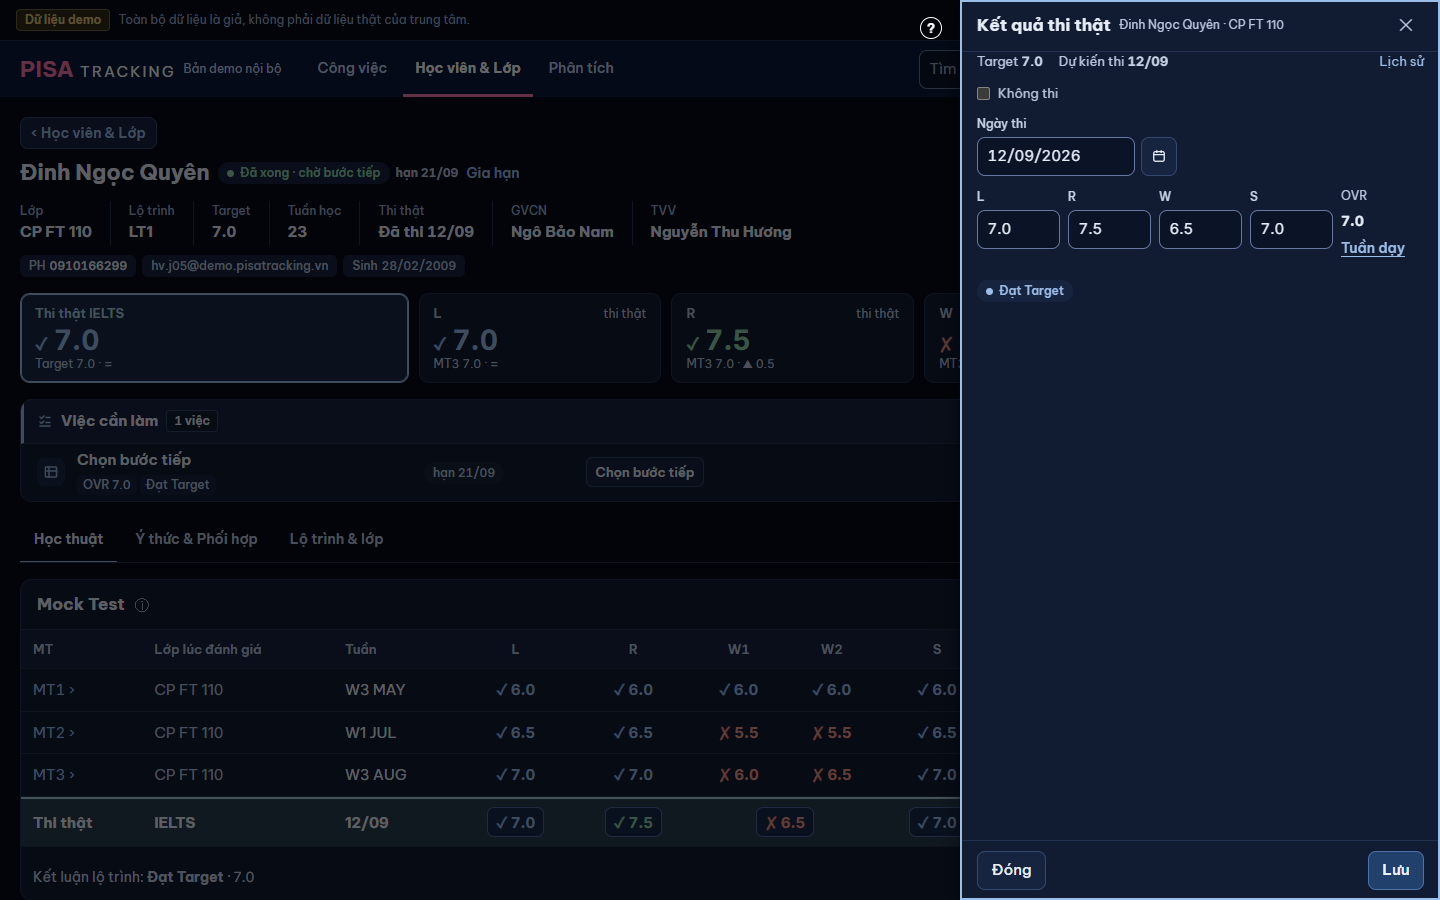 Dữ liệu demo Toàn bộ dữ liệu là giả, không phải dữ liệu thật của trung tâm.
PISA TRACKING Bản demo nội bộ Công việc Học viên & Lớp Phân tích Tìm
?
‹ Học viên & Lớp
Đinh Ngọc Quyên Đã xong · chờ bước tiếp hạn 21/09 Gia hạn
Lớp Lộ trình Target Tuần học Thi thật GVCN TVV
CP FT 110 LT1 7.0 23 Đã thi 12/09 Ngô Bảo Nam Nguyễn Thu Hương
PH 0910166299 hv.j05@demo.pisatracking.vn Sinh 28/02/2009
Thi thật IELTS
✓ 7.0
Target 7.0 · =
L thi thật
✓ 7.0
MT3 7.0 · =
R thi thật
✓ 7.5
MT3 7.0 · ▲ 0.5
W
✗
MT3
Việc cần làm 1 việc
Chọn bước tiếp
OVR 7.0 Đạt Target
hạn 21/09
Chọn bước tiếp
Học thuật Ý thức & Phối hợp Lộ trình & lớp
Mock Test
MT Lớp lúc đánh giá Tuần L R W1 W2 S
MT1 › CP FT 110 W3 MAY ✓ 6.0 ✓ 6.0 ✓ 6.0 ✓ 6.0 ✓ 6.0
MT2 › CP FT 110 W1 JUL ✓ 6.5 ✓ 6.5 ✗ 5.5 ✗ 5.5 ✓ 6.5
MT3 › CP FT 110 W3 AUG ✓ 7.0 ✓ 7.0 ✗ 6.0 ✗ 6.5 ✓ 7.0
Thi thật IELTS 12/09 ✓ 7.0 ✓ 7.5 ✗ 6.5 ✓ 7.0
Kết luận lộ trình: Đạt Target · 7.0
Kết quả thi thật Đinh Ngọc Quyên · CP FT 110
Target 7.0 Dự kiến thi 12/09 Lịch sử
Không thi
Ngày thi
12/09/2026
L R W S OVR
7.0 7.5 6.5 7.0 7.0
Tuần dạy
Đạt Target
Đóng Lưu